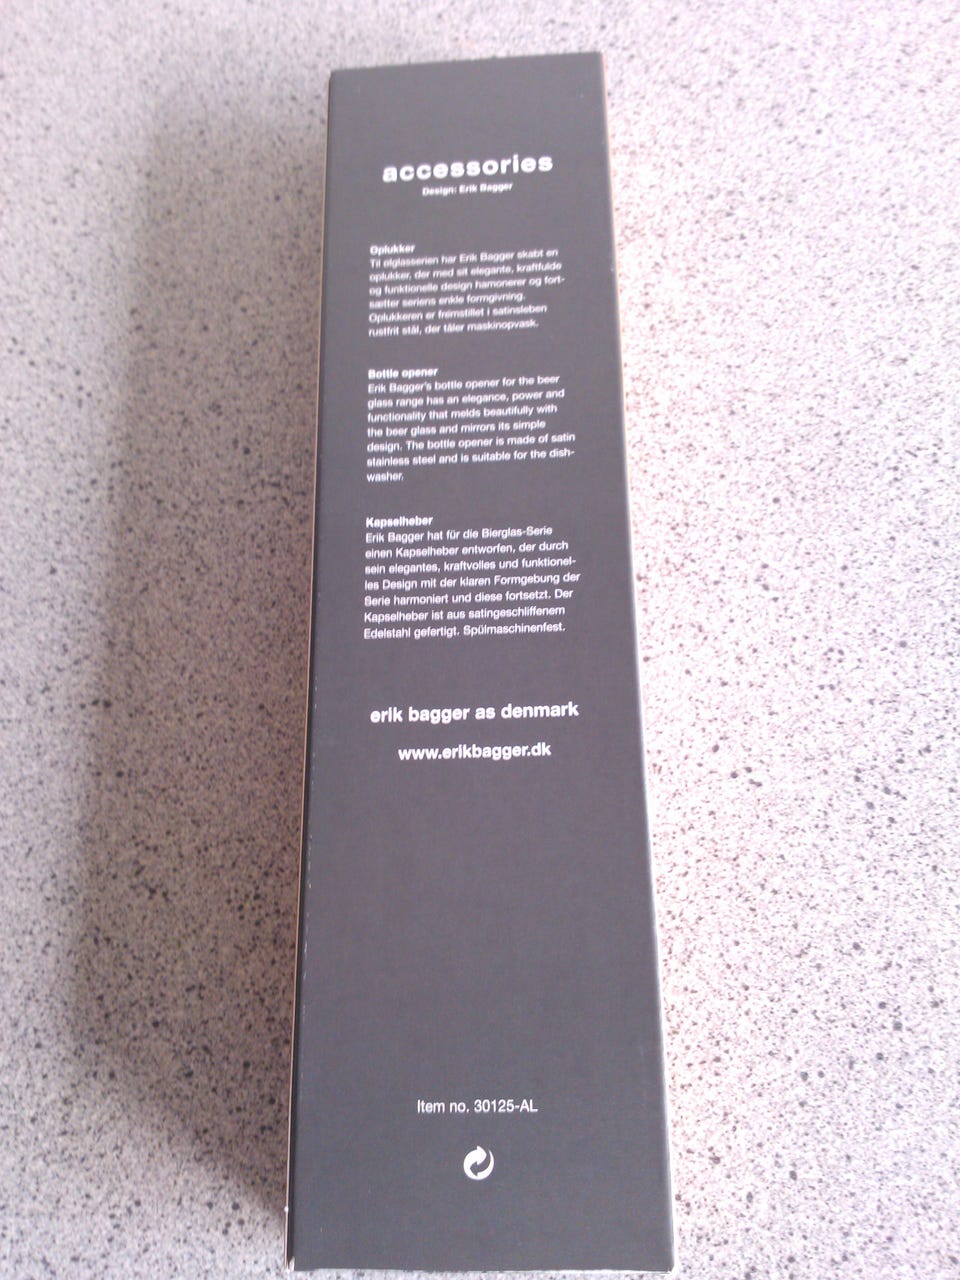 accessories
Design: Erik Bagger
Oplukker
Til ølglasserien har Erik Bagger skabt en
oplukker, der med sit elegante, kraftfulde
og funktionelle design hamonerer og fort-
sætter seriens enkle formgivning.
Oplukkeren er fremstillet i satinsleben
rustfrit stål, der tåler maskinopvask.
Bottle opener
Erik Bagger's bottle opener for the beer
glass range has an elegance, power and
functionality that melds beautifully with
the beer glass and mirrors its simple
design. The bottle opener is made of satin
stainless steel and is suitable for the dish-
washer.
Kapselheber
Erik Bagger hat für die Bierglas-Serie
einen Kapselheber entworfen, der durch
sein elegantes, kraftvolles und funktionel-
les Design mit der klaren Formgebung der
Serie harmoniert und diese fortsetzt. Der
Kapselheber ist aus satingeschliffenem
Edelstahl gefertigt. Spülmaschinenfest.
erik bagger as denmark
www.erikbagger.dk
Item no. 30125-AL